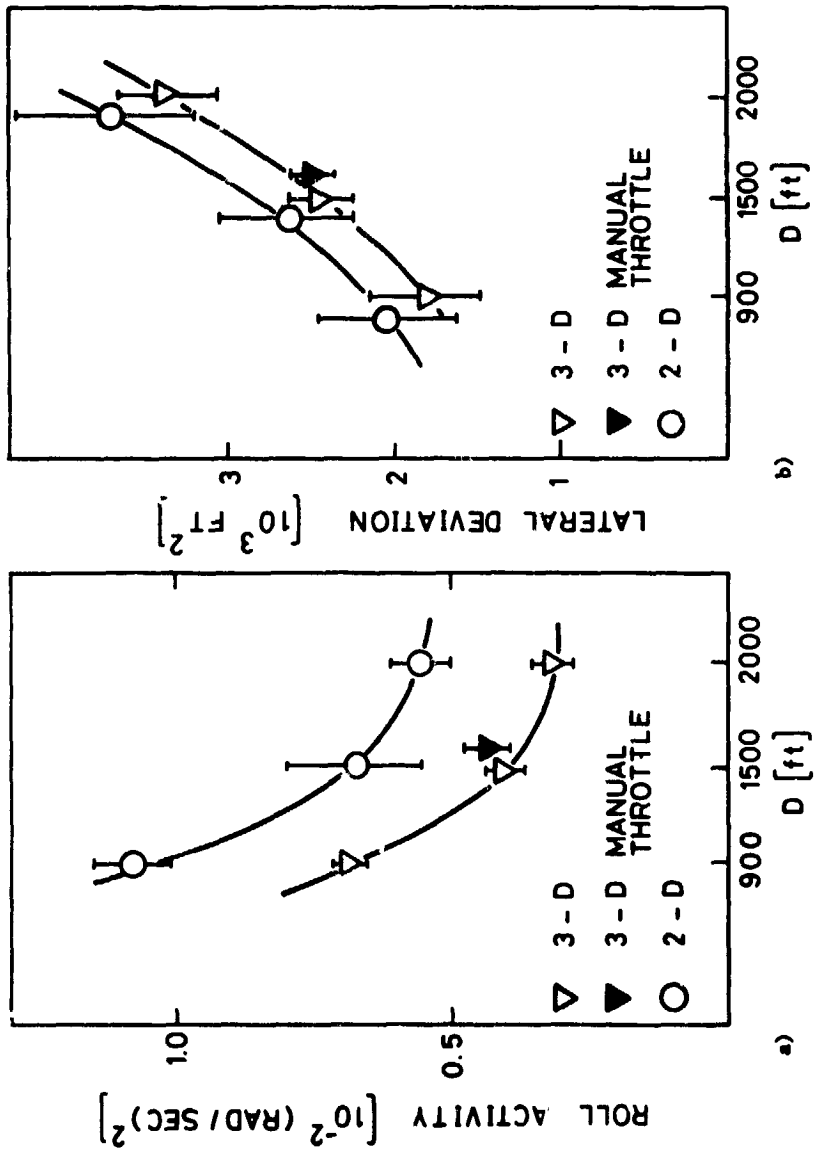 ROLL ACTIVITY
[10⁻² (RAD/SEC)²]
1.0
0.5
▽ 3-D
▼ 3-D MANUAL
THROTTLE
○ 2-D
900 1500 2000
D [ft]
a)
LATERAL DEVIATION [10³ FT²]
3
2
1
▽ 3-D
▼ 3-D MANUAL
THROTTLE
○ 2-D
900 1500 2000
D [ft]
b)